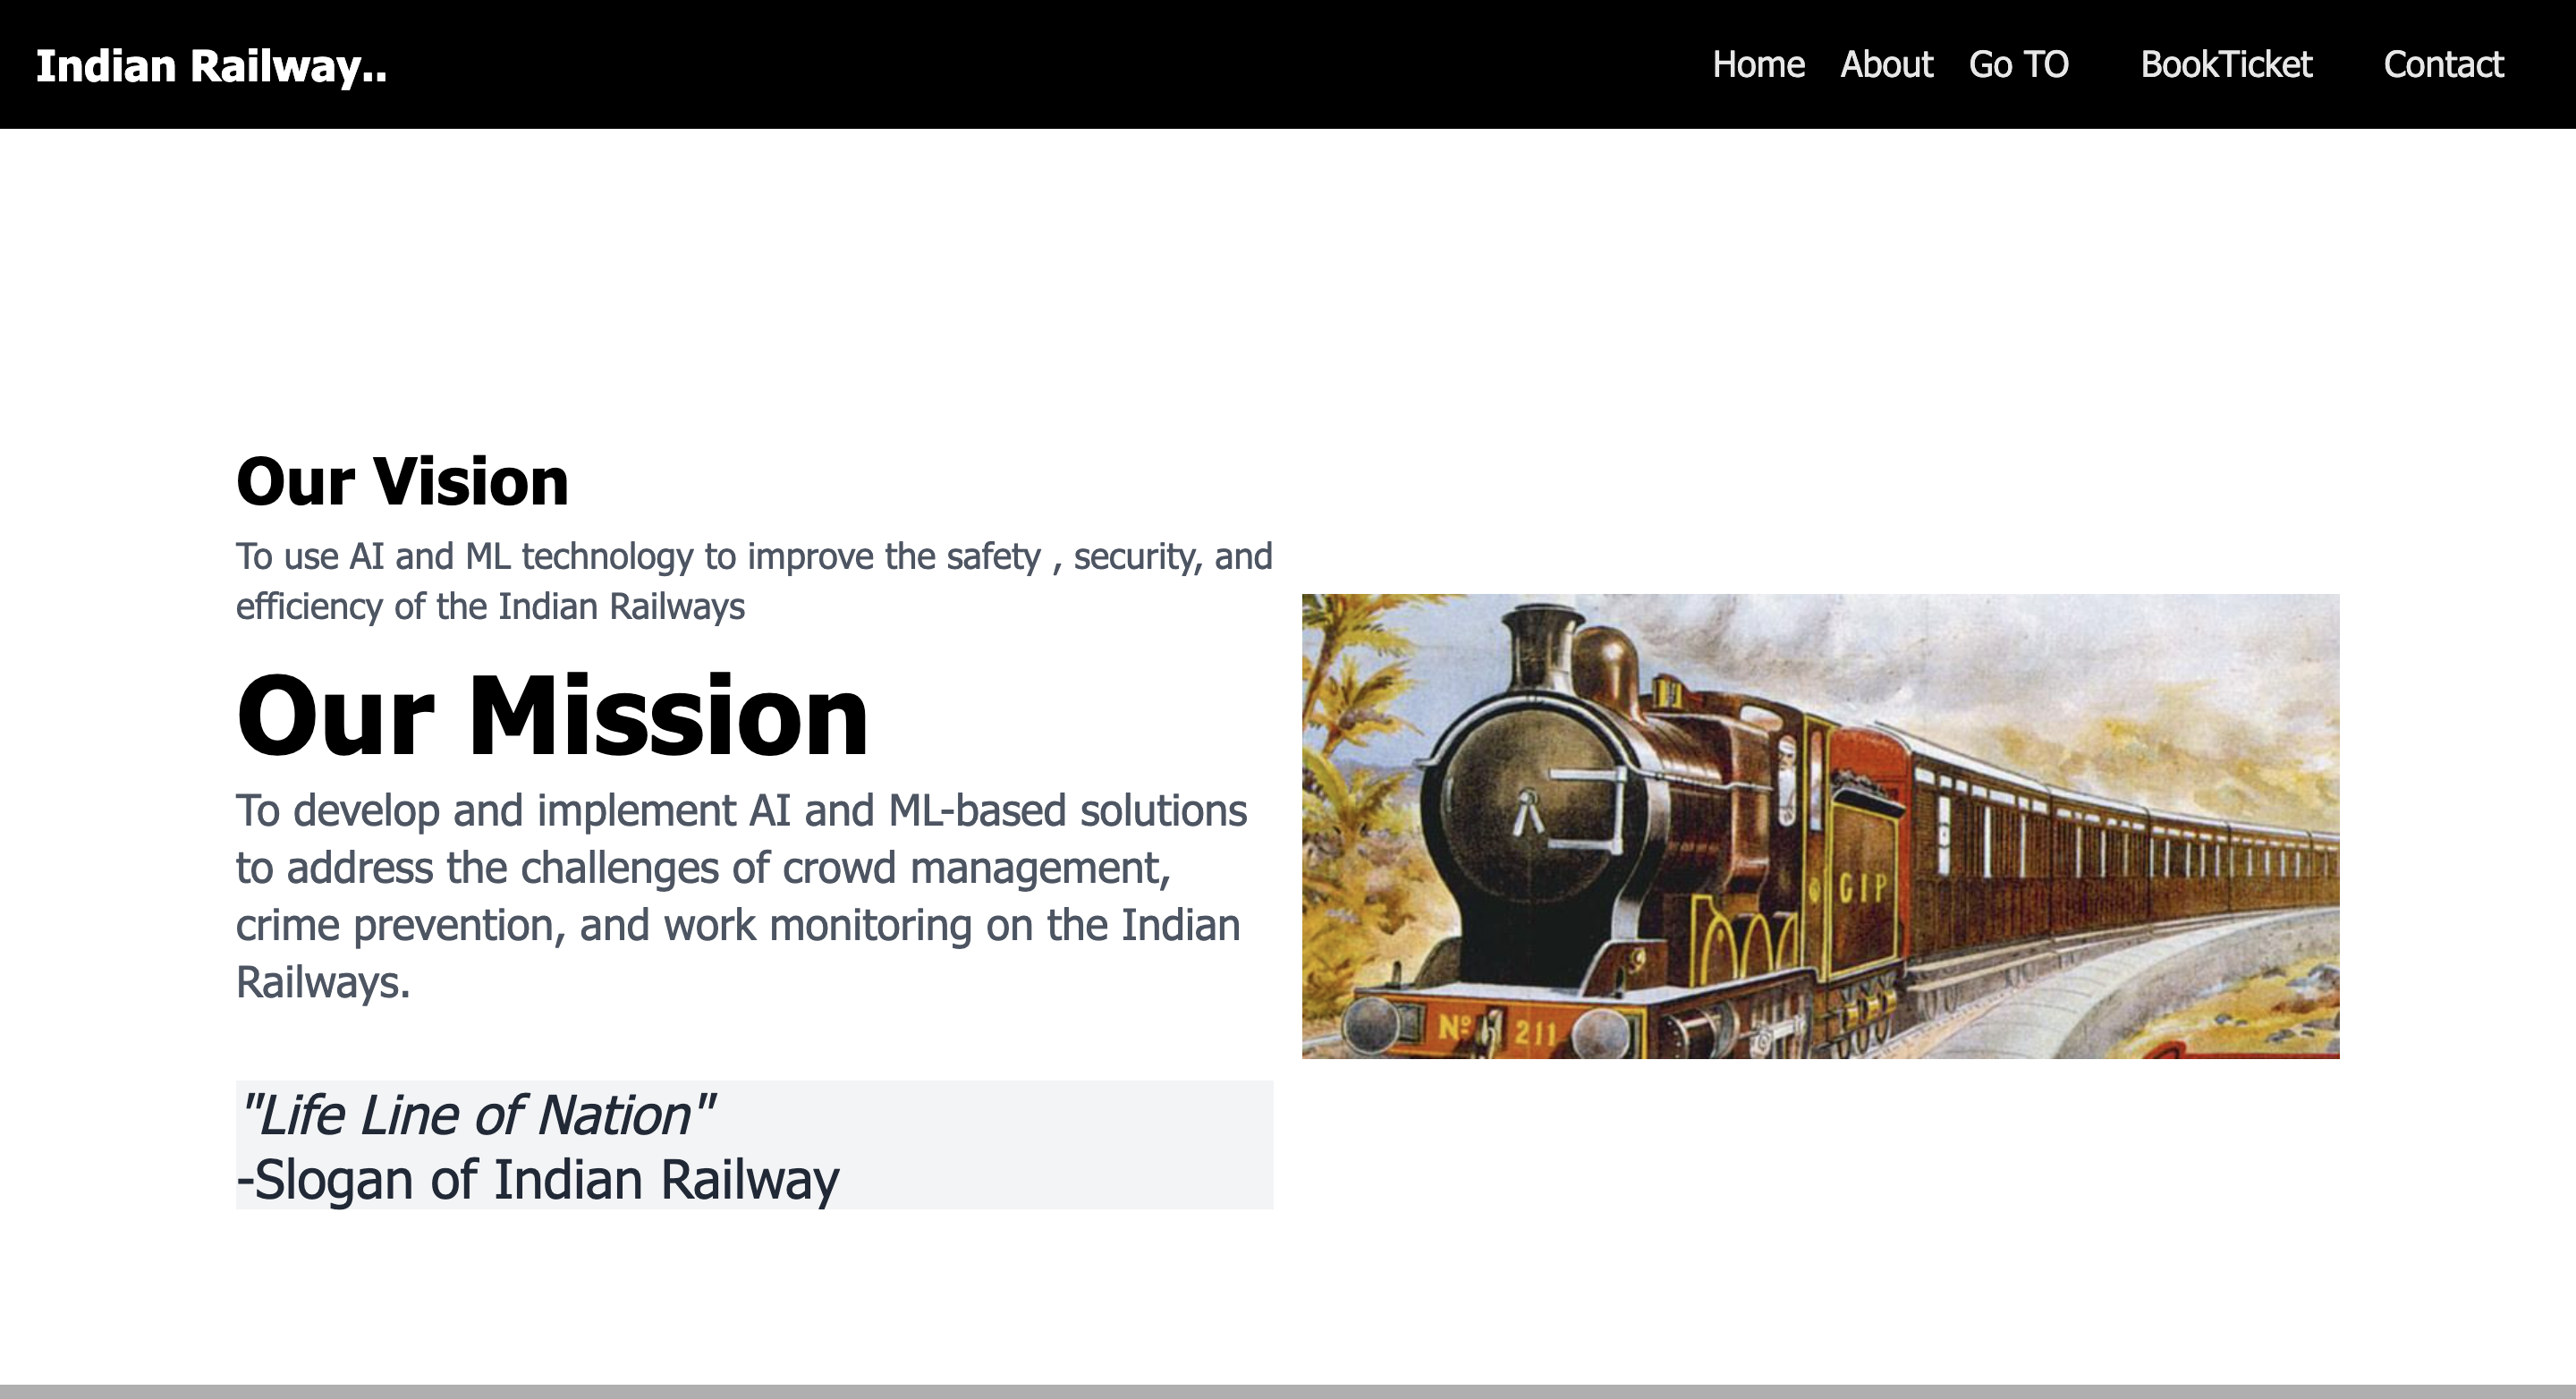 Indian Railway..
Home About Go TO BookTicket Contact
Our Vision
To use AI and ML technology to improve the safety , security, and
efficiency of the Indian Railways
Our Mission
To develop and implement AI and ML-based solutions
to address the challenges of crowd management,
crime prevention, and work monitoring on the Indian
Railways.
"Life Line of Nation"
-Slogan of Indian Railway
GIP
Nº 211